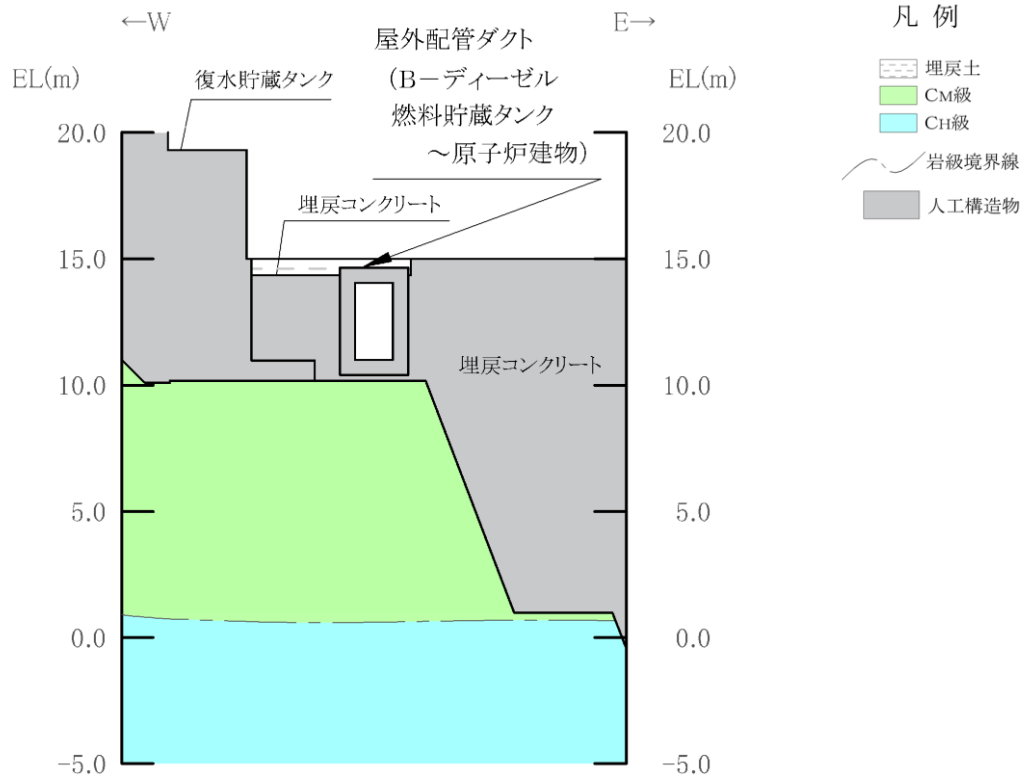 ←W
E→
凡 例
屋外配管ダクト
(B-ディーゼル
燃料貯蔵タンク
~原子炉建物)
EL(m)
EL(m)
復水貯蔵タンク
埋戻コンクリート
埋戻コンクリート
埋戻土
CM級
CH級
岩級境界線
人工構造物
20.0
15.0
10.0
5.0
0.0
-5.0
20.0
15.0
10.0
5.0
0.0
-5.0